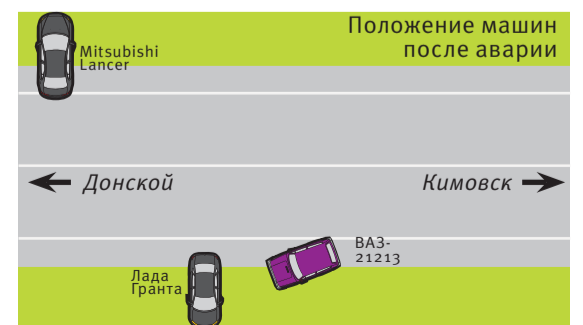 Положение машин
после аварии
Mitsubishi
Lancer
Донской
Кимовск
ВАЗ-
21213
Лада
Гранта